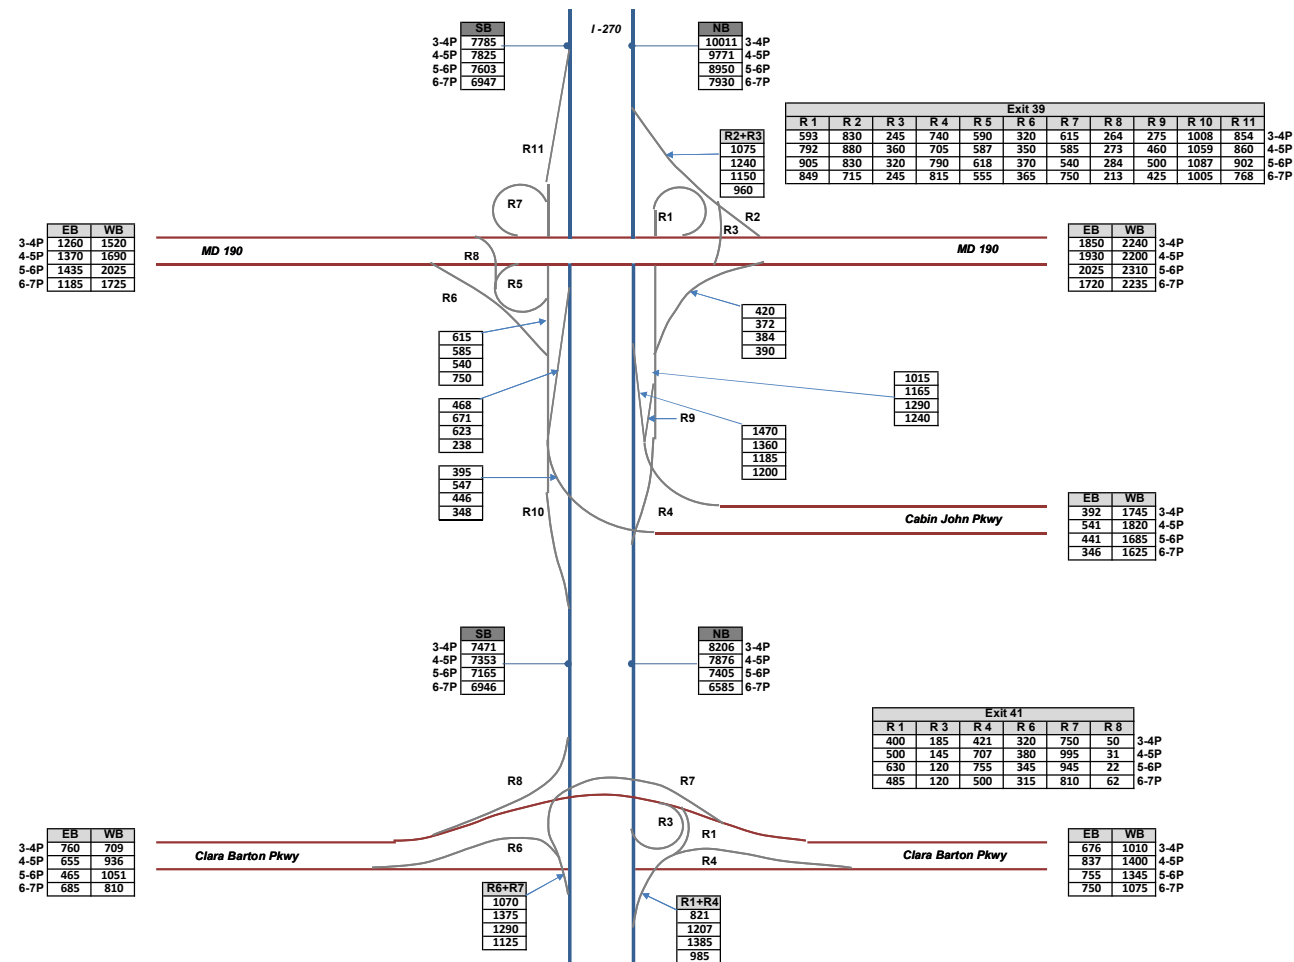 SB
3-4P 7785
4-5P 7825
5-6P 7603
6-7P 6947
I -270
NB
10011 3-4P
9771 4-5P
8950 5-6P
7930 6-7P
Exit 39
R 1 R 2 R 3 R 4 R 5 R 6 R 7 R 8 R 9 R 10 R 11
593 830 245 740 590 320 615 264 275 1008 854 3-4P
792 880 360 705 587 350 585 273 460 1059 860 4-5P
905 830 320 790 618 370 540 284 500 1087 902 5-6P
849 715 245 815 555 365 750 213 425 1005 768 6-7P
R2+R3
1075
1240
1150
960
R11
R7
R1
R2
R3
EB WB
3-4P 1260 1520
4-5P 1370 1690
5-6P 1435 2025
6-7P 1185 1725
MD 190
MD 190
EB WB
1850 2240 3-4P
1930 2200 4-5P
2025 2310 5-6P
1720 2235 6-7P
R8
R5
R6
615
585
540
750
420
372
384
390
468
671
623
238
1015
1165
1290
1240
R9
1470
1360
1185
1200
395
547
446
348
R10
R4
Cabin John Pkwy
EB WB
392 1745 3-4P
541 1820 4-5P
441 1685 5-6P
346 1625 6-7P
SB
3-4P 7471
4-5P 7353
5-6P 7165
6-7P 6946
NB
8206 3-4P
7876 4-5P
7405 5-6P
6585 6-7P
Exit 41
R 1 R 3 R 4 R 6 R 7 R 8
400 185 421 320 750 50 3-4P
500 145 707 380 995 31 4-5P
630 120 755 345 945 22 5-6P
485 120 500 315 810 62 6-7P
R8
R7
R3
R1
R6
R4
EB WB
3-4P 760 709
4-5P 655 936
5-6P 465 1051
6-7P 685 810
Clara Barton Pkwy
Clara Barton Pkwy
EB WB
676 1010 3-4P
837 1400 4-5P
755 1345 5-6P
750 1075 6-7P
R6+R7
1070
1375
1290
1125
R1+R4
821
1207
1385
985